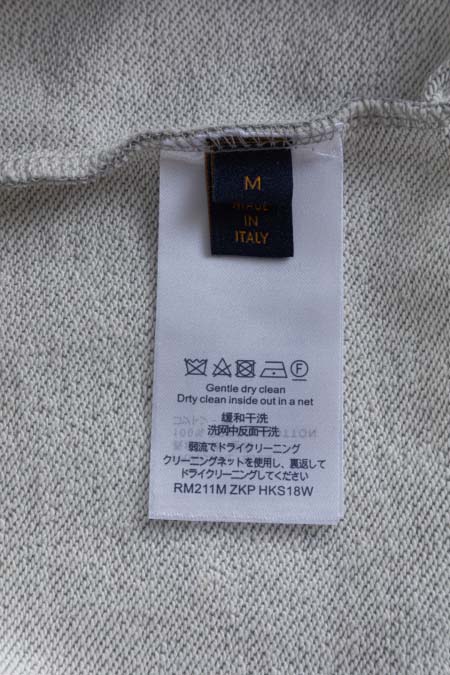 M
MADE
IN
ITALY
Gentle dry clean
Drty clean inside out in a net
缓和干洗
洗网中反面干洗
弱流でドライクリーニング
クリーニングネットを使用し、裏返して
ドライクリーニングしてください
RM211M ZKP HKS18W